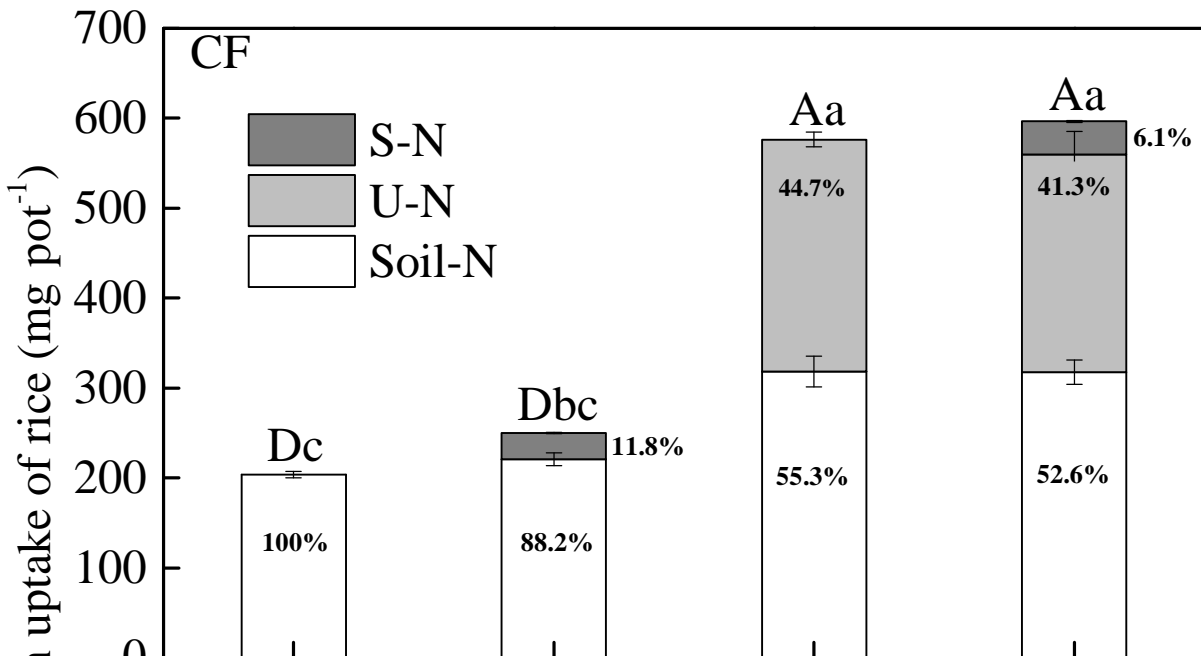 700
600
500
400
300
200
100
0
uptake of rice (mg pot⁻¹)
CF
S-N
U-N
Soil-N
Dc
100%
Dbc
11.8%
88.2%
Aa
44.7%
55.3%
Aa
6.1%
41.3%
52.6%